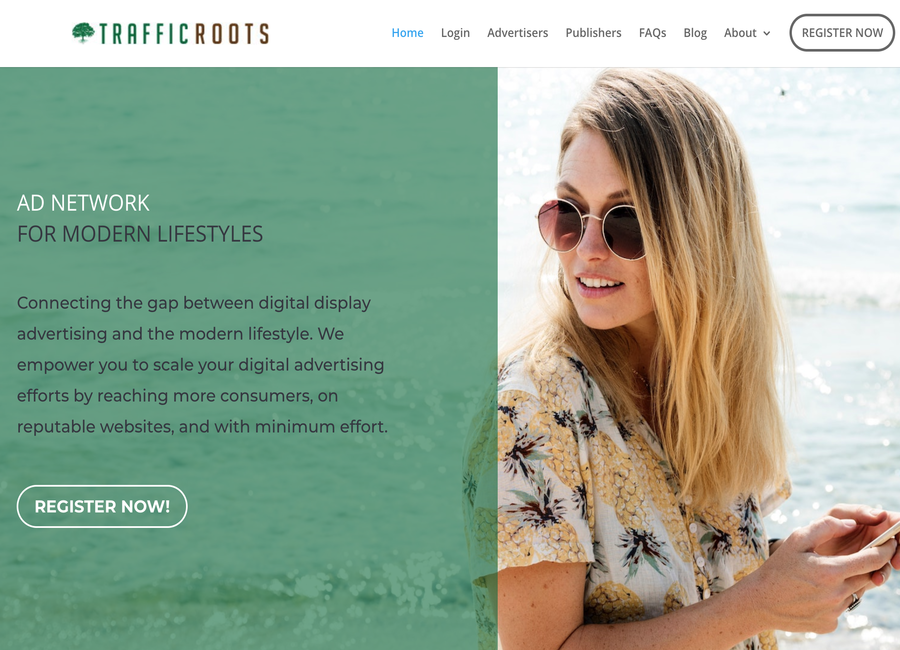 TRAFFICROOTS
Home Login Advertisers Publishers FAQs Blog About REGISTER NOW
AD NETWORK
FOR MODERN LIFESTYLES
Connecting the gap between digital display
advertising and the modern lifestyle. We
empower you to scale your digital advertising
efforts by reaching more consumers, on
reputable websites, and with minimum effort.
REGISTER NOW!